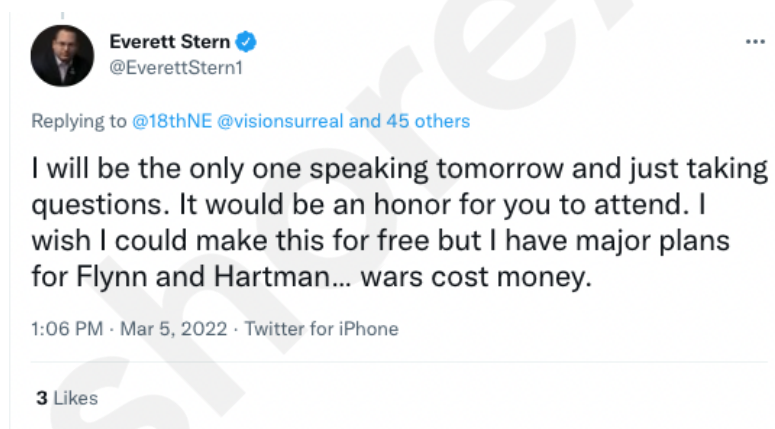 Everett Stern
@EverettStern1
Replying to @18thNE @visionsurreal and 45 others
I will be the only one speaking tomorrow and just taking
questions. It would be an honor for you to attend. I
wish I could make this for free but I have major plans
for Flynn and Hartman... wars cost money.
1:06 PM · Mar 5, 2022 · Twitter for iPhone
3 Likes
shore